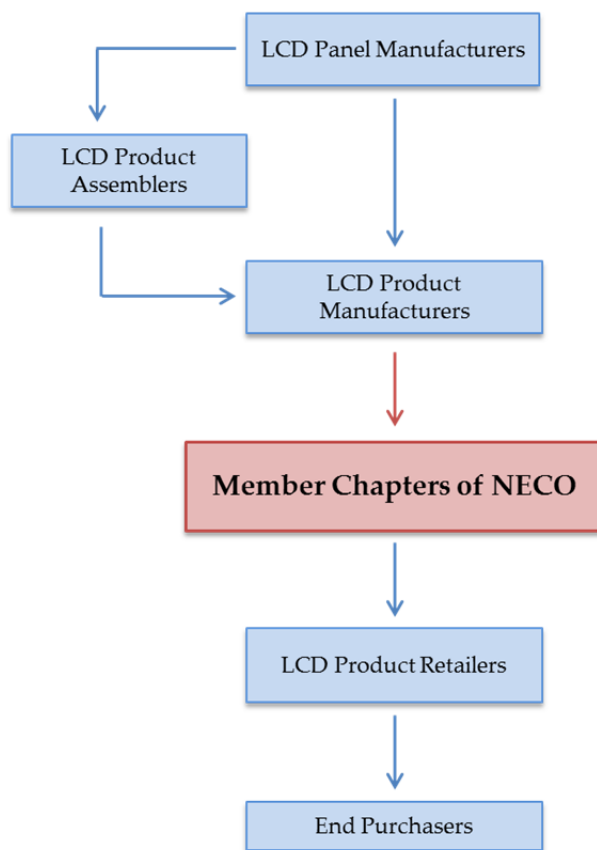 LCD Panel Manufacturers
LCD Product
Assemblers
LCD Product
Manufacturers
Member Chapters of NECO
LCD Product Retailers
End Purchasers